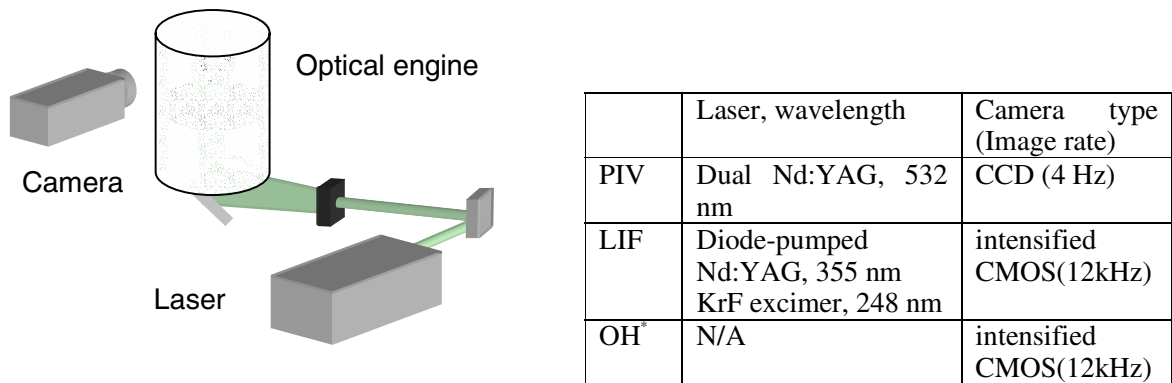 Optical engine
Camera
Laser
Laser, wavelength
Camera type
(Image rate)
PIV
Dual Nd:YAG, 532
nm
CCD (4 Hz)
LIF
Diode-pumped
Nd:YAG, 355 nm
KrF excimer, 248 nm
intensified
CMOS(12kHz)
OH*
N/A
intensified
CMOS(12kHz)